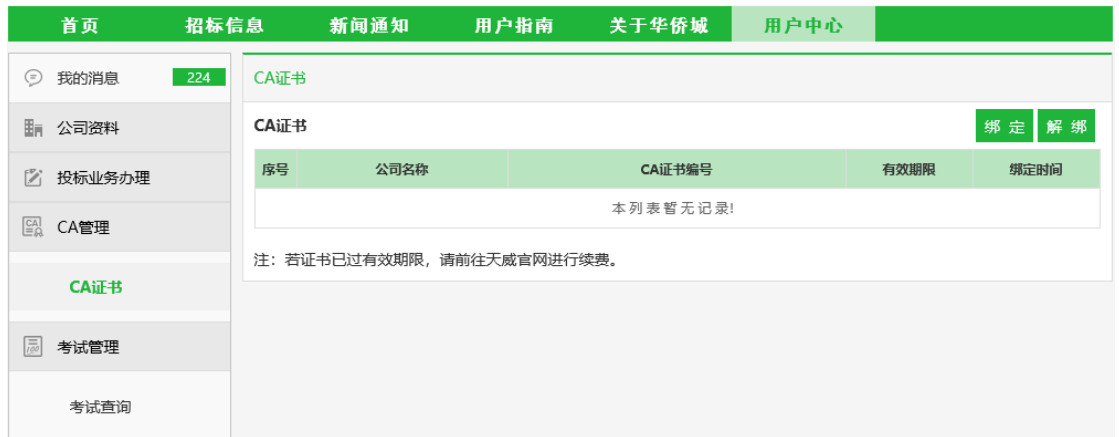 首页 招标信息 新闻通知 用户指南 关于华侨城 用户中心
我的消息 224
公司资料
投标业务办理
CA管理
CA证书
考试管理
考试查询
CA证书
CA证书 绑 定 解 绑
序号 公司名称 CA证书编号 有效期限 绑定时间
本列表暂无记录!
注：若证书已过有效期限，请前往天威官网进行续费。